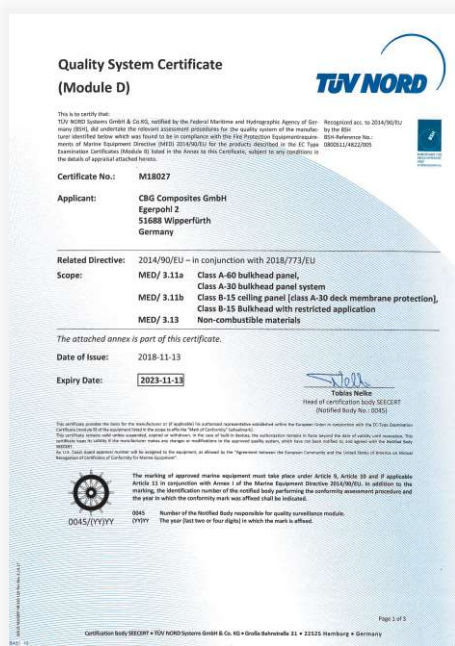 Quality System Certificate
(Module D)
TÜV NORD
This is to certify that:
TÜV NORD Systems GmbH & Co.KG, notified by the Federal Maritime and Hydrographic Agency of Ger-
many (BSH), did undertake the relevant assessment procedures for the quality system of the manufac-
turer identified below which was found to be in compliance with the Fire Protection Equipmentrequire-
ments of Marine Equipment Directive (MED) 2014/90/EU for the products described in the EC Type
Examination Certificates (Module B) listed in the Annex to this Certificate, subject to any conditions in
the details of appraisal attached hereto.
Recognized acc. to 2014/90/EU
by the BSH
BSH-Reference No.:
Certificate No.: M18027
Applicant: CBG Composites GmbH
Egerpohl 2
51688 Wipperfürth
Germany
Related Directive: 2014/90/EU – in conjunction with 2018/773/EU
Scope: MED/ 3.11a Class A-60 bulkhead panel,
Class A-30 bulkhead panel system
MED/ 3.11b Class B-15 ceiling panel [class A-30 deck membrane protection],
Class B-15 Bulkhead with restricted application
MED/ 3.13 Non-combustible materials
The attached annex is part of this certificate.
Date of Issue: 2018-11-13
Expiry Date: 2023-11-13
Tobias Nelke
Head of certification body SEECERT
(Notified Body No.: 0045)
The marking of approved marine equipment must take place under Article 9, Article 10 and if applicable
Article 11 in conjunction with Annex I of the Marine Equipment Directive 2014/90/EU. In addition to the
marking, the identification number of the notified body performing the conformity assessment procedure and
the year in which the conformity mark was affixed shall be indicated.
0045/(YY)YY
0045 Number of the Notified Body responsible for quality surveillance module.
(YY)YY The year (last two or four digits) in which the mark is affixed.
Page 1 of 3
Certification body SEECERT • TÜV NORD Systems GmbH & Co. KG • Große Bahnstraße 31 • 22525 Hamburg • Germany